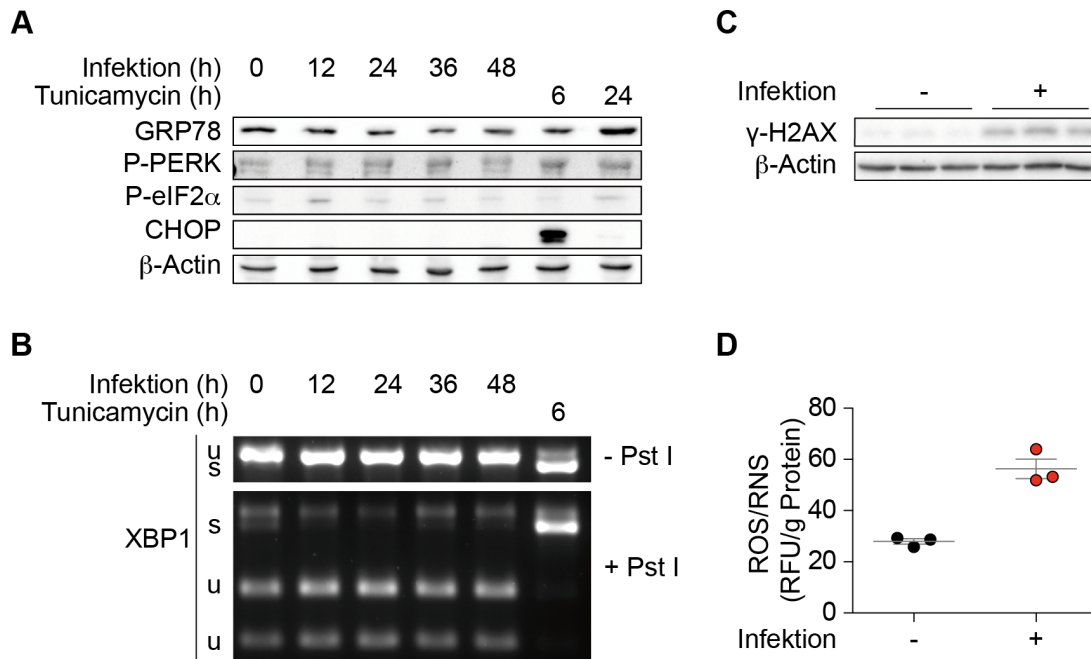 A
Infektion (h) 0 12 24 36 48
Tunicamycin (h) 6 24
GRP78
P-PERK
P-eIF2α
CHOP
β-Actin
B
Infektion (h) 0 12 24 36 48
Tunicamycin (h) 6
XBP1
u
s
- Pst I
s
u
u
+ Pst I
C
Infektion - +
γ-H2AX
β-Actin
D
ROS/RNS
(RFU/g Protein)
80
60
40
20
0
Infektion - +